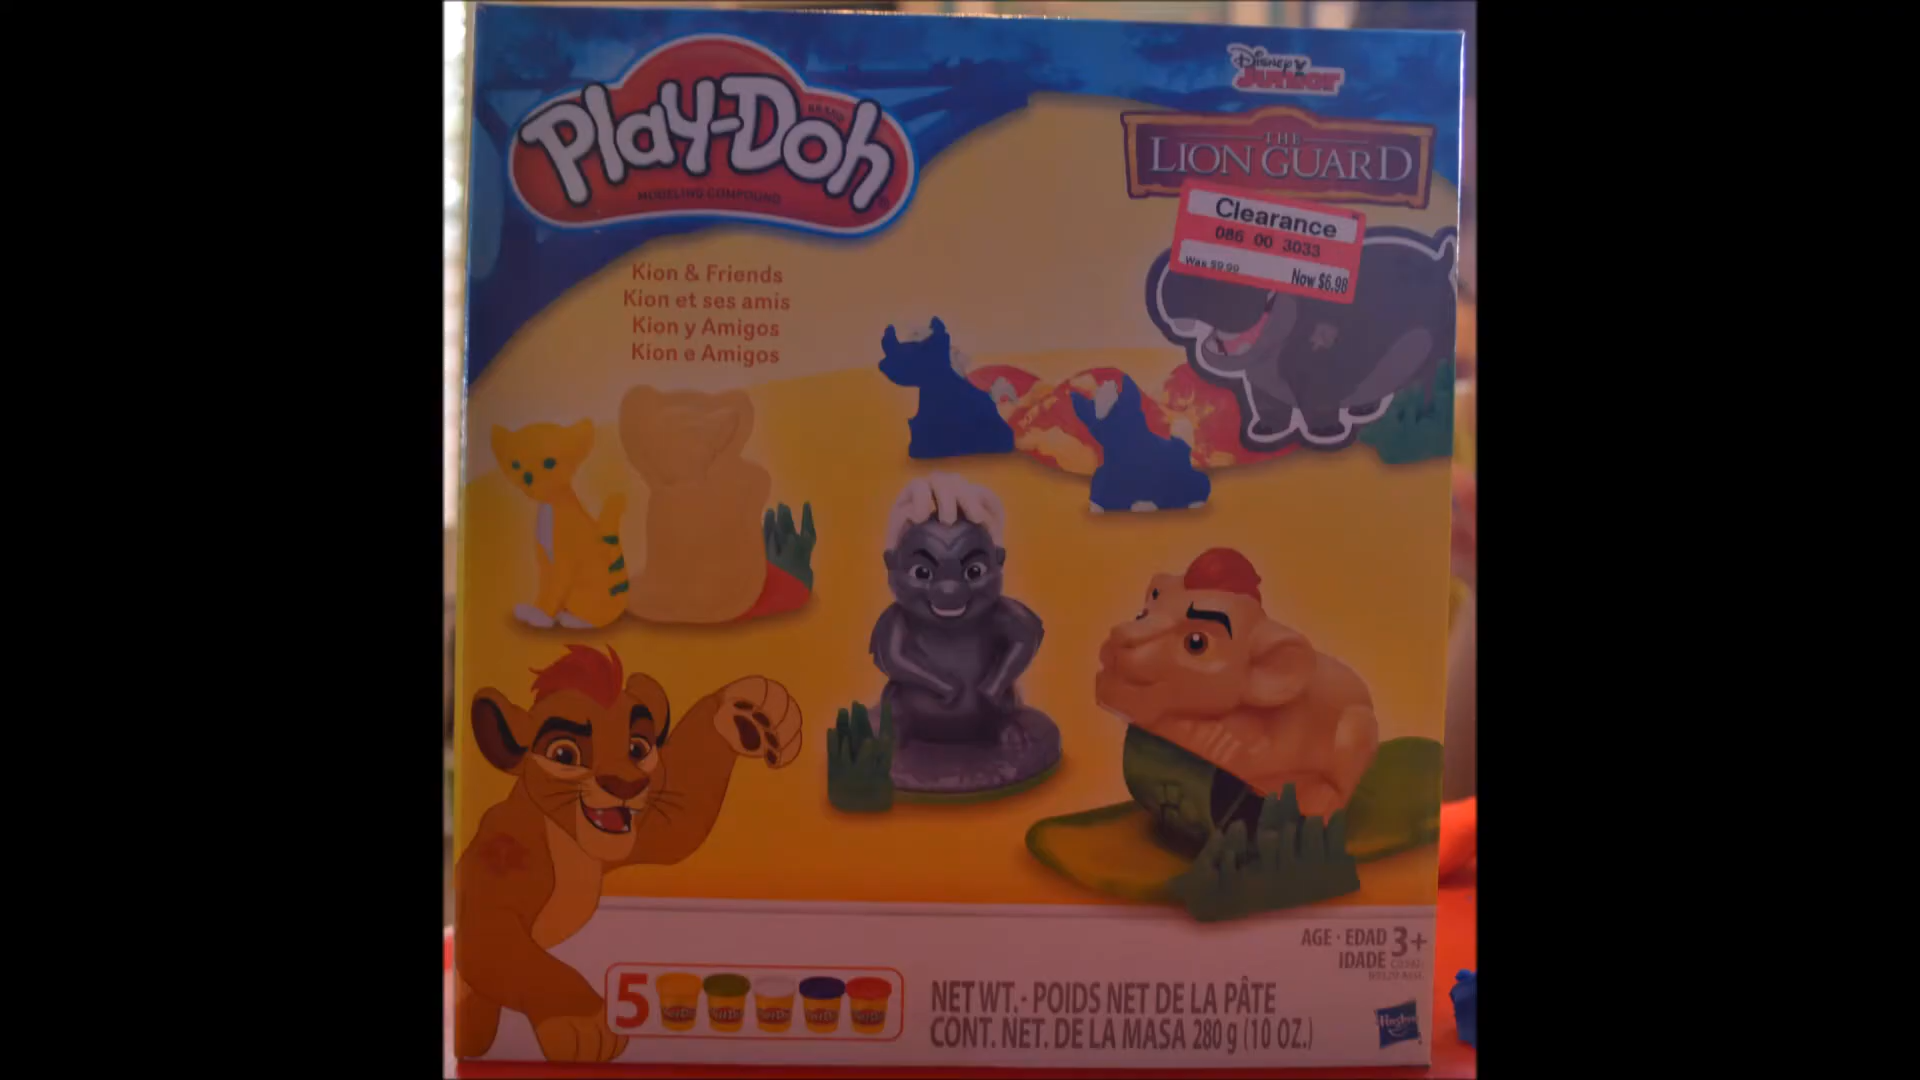 Play-Doh
BRAND
MODELING COMPOUND
Disney
Junior
THE
LION GUARD
Clearance
086 00 3033
Was $9.99
Now $6.98
Kion & Friends
Kion et ses amis
Kion y Amigos
Kion e Amigos
AGE · EDAD 3+
IDADE
5
NET WT. · POIDS NET DE LA PÂTE
CONT. NET. DE LA MASA 280 g (10 OZ.)
Hasbro